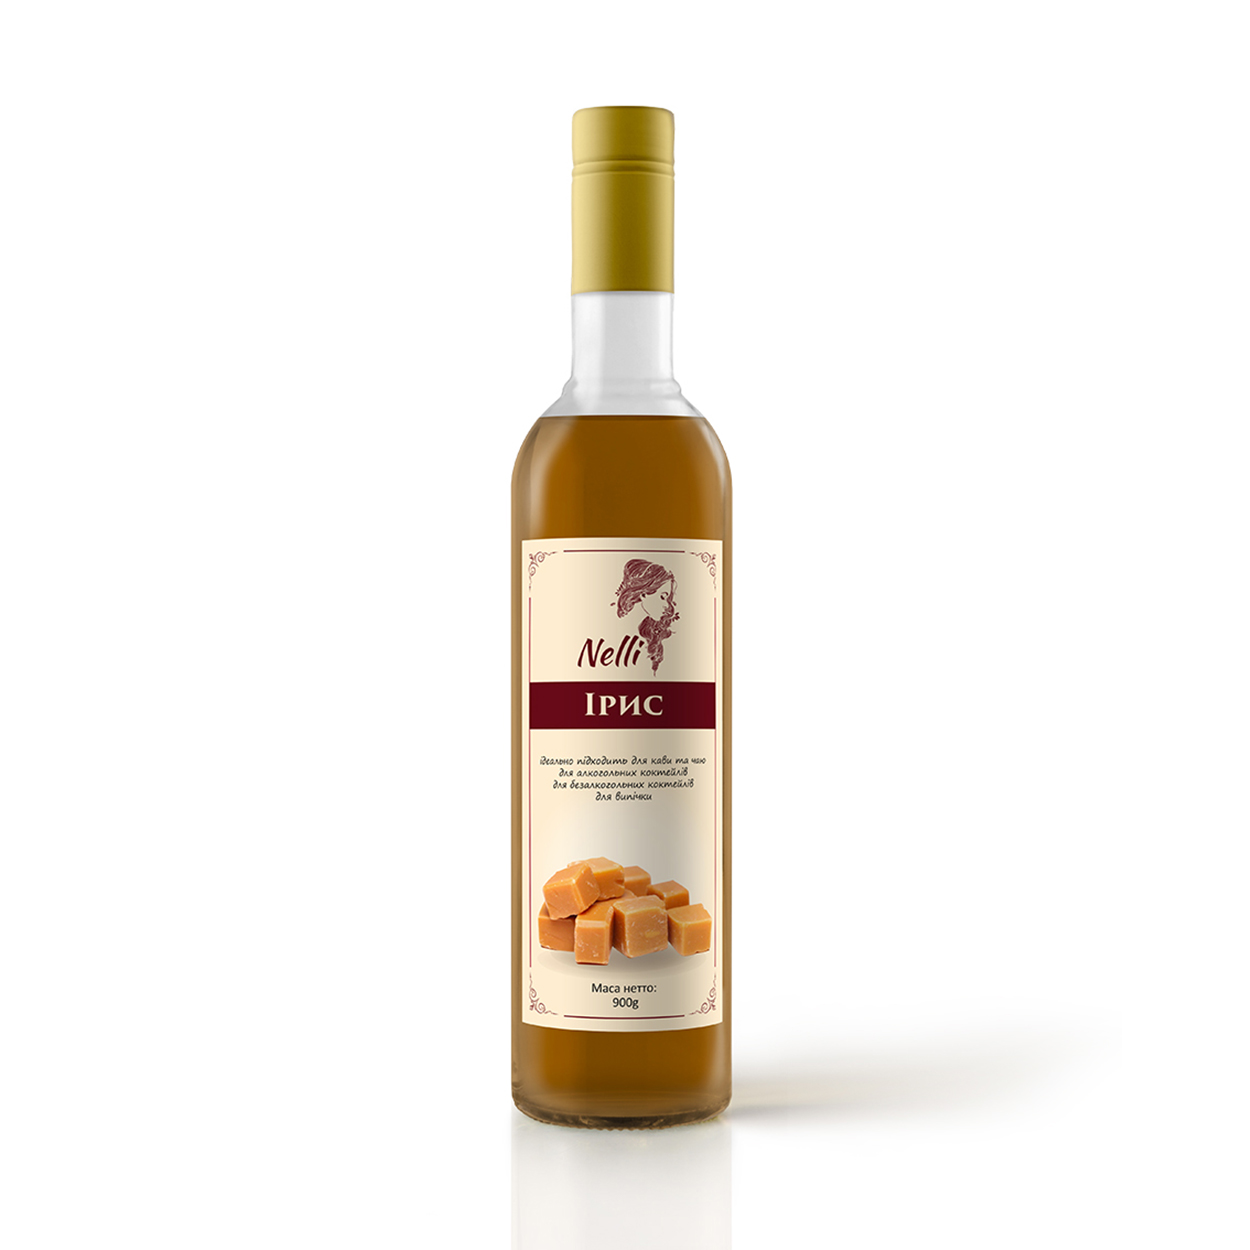 Nelli
Ірис
ідеально підходить для кави та чаю
для алкогольних коктейлів
для безалкогольних коктейлів
для випічки
Маса нетто:
900g